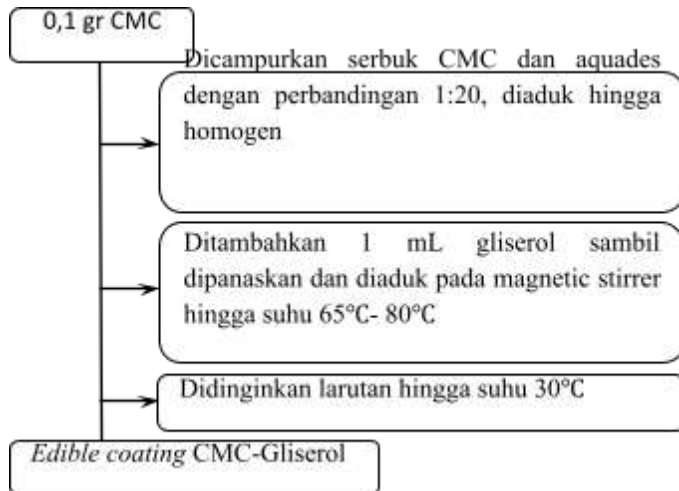 0,1 gr CMC
Dicampurkan serbuk CMC dan aquades
dengan perbandingan 1:20, diaduk hingga
homogen
Ditambahkan 1 mL gliserol sambil
dipanaskan dan diaduk pada magnetic stirrer
hingga suhu 65℃- 80℃
Didinginkan larutan hingga suhu 30℃
Edible coating CMC-Gliserol